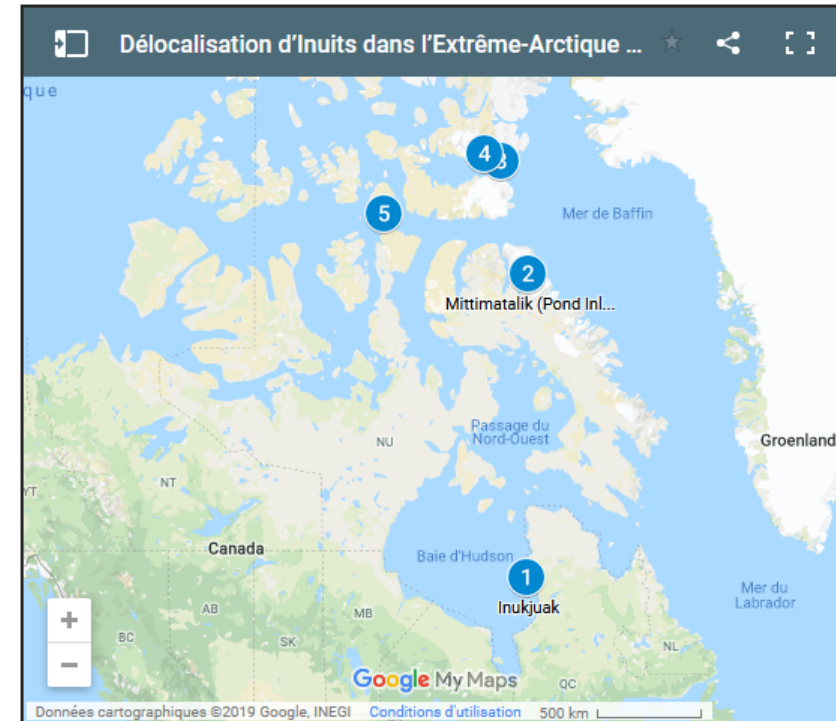 Délocalisation d'Inuits dans l'Extrême-Arctique ...
que
4
3
5
Mer de Baffin
2
Mittimatalik (Pond Inl...
Passage du
Nord-Ouest
NU
Groenland
NT
YT
Canada
Baie d'Hudson
1
Inukjuak
Mer du
Labrador
+
AB
MB
BC
SK
NL
−
Google My Maps
QC
Données cartographiques ©2019 Google, INEGI
Conditions d'utilisation
500 km